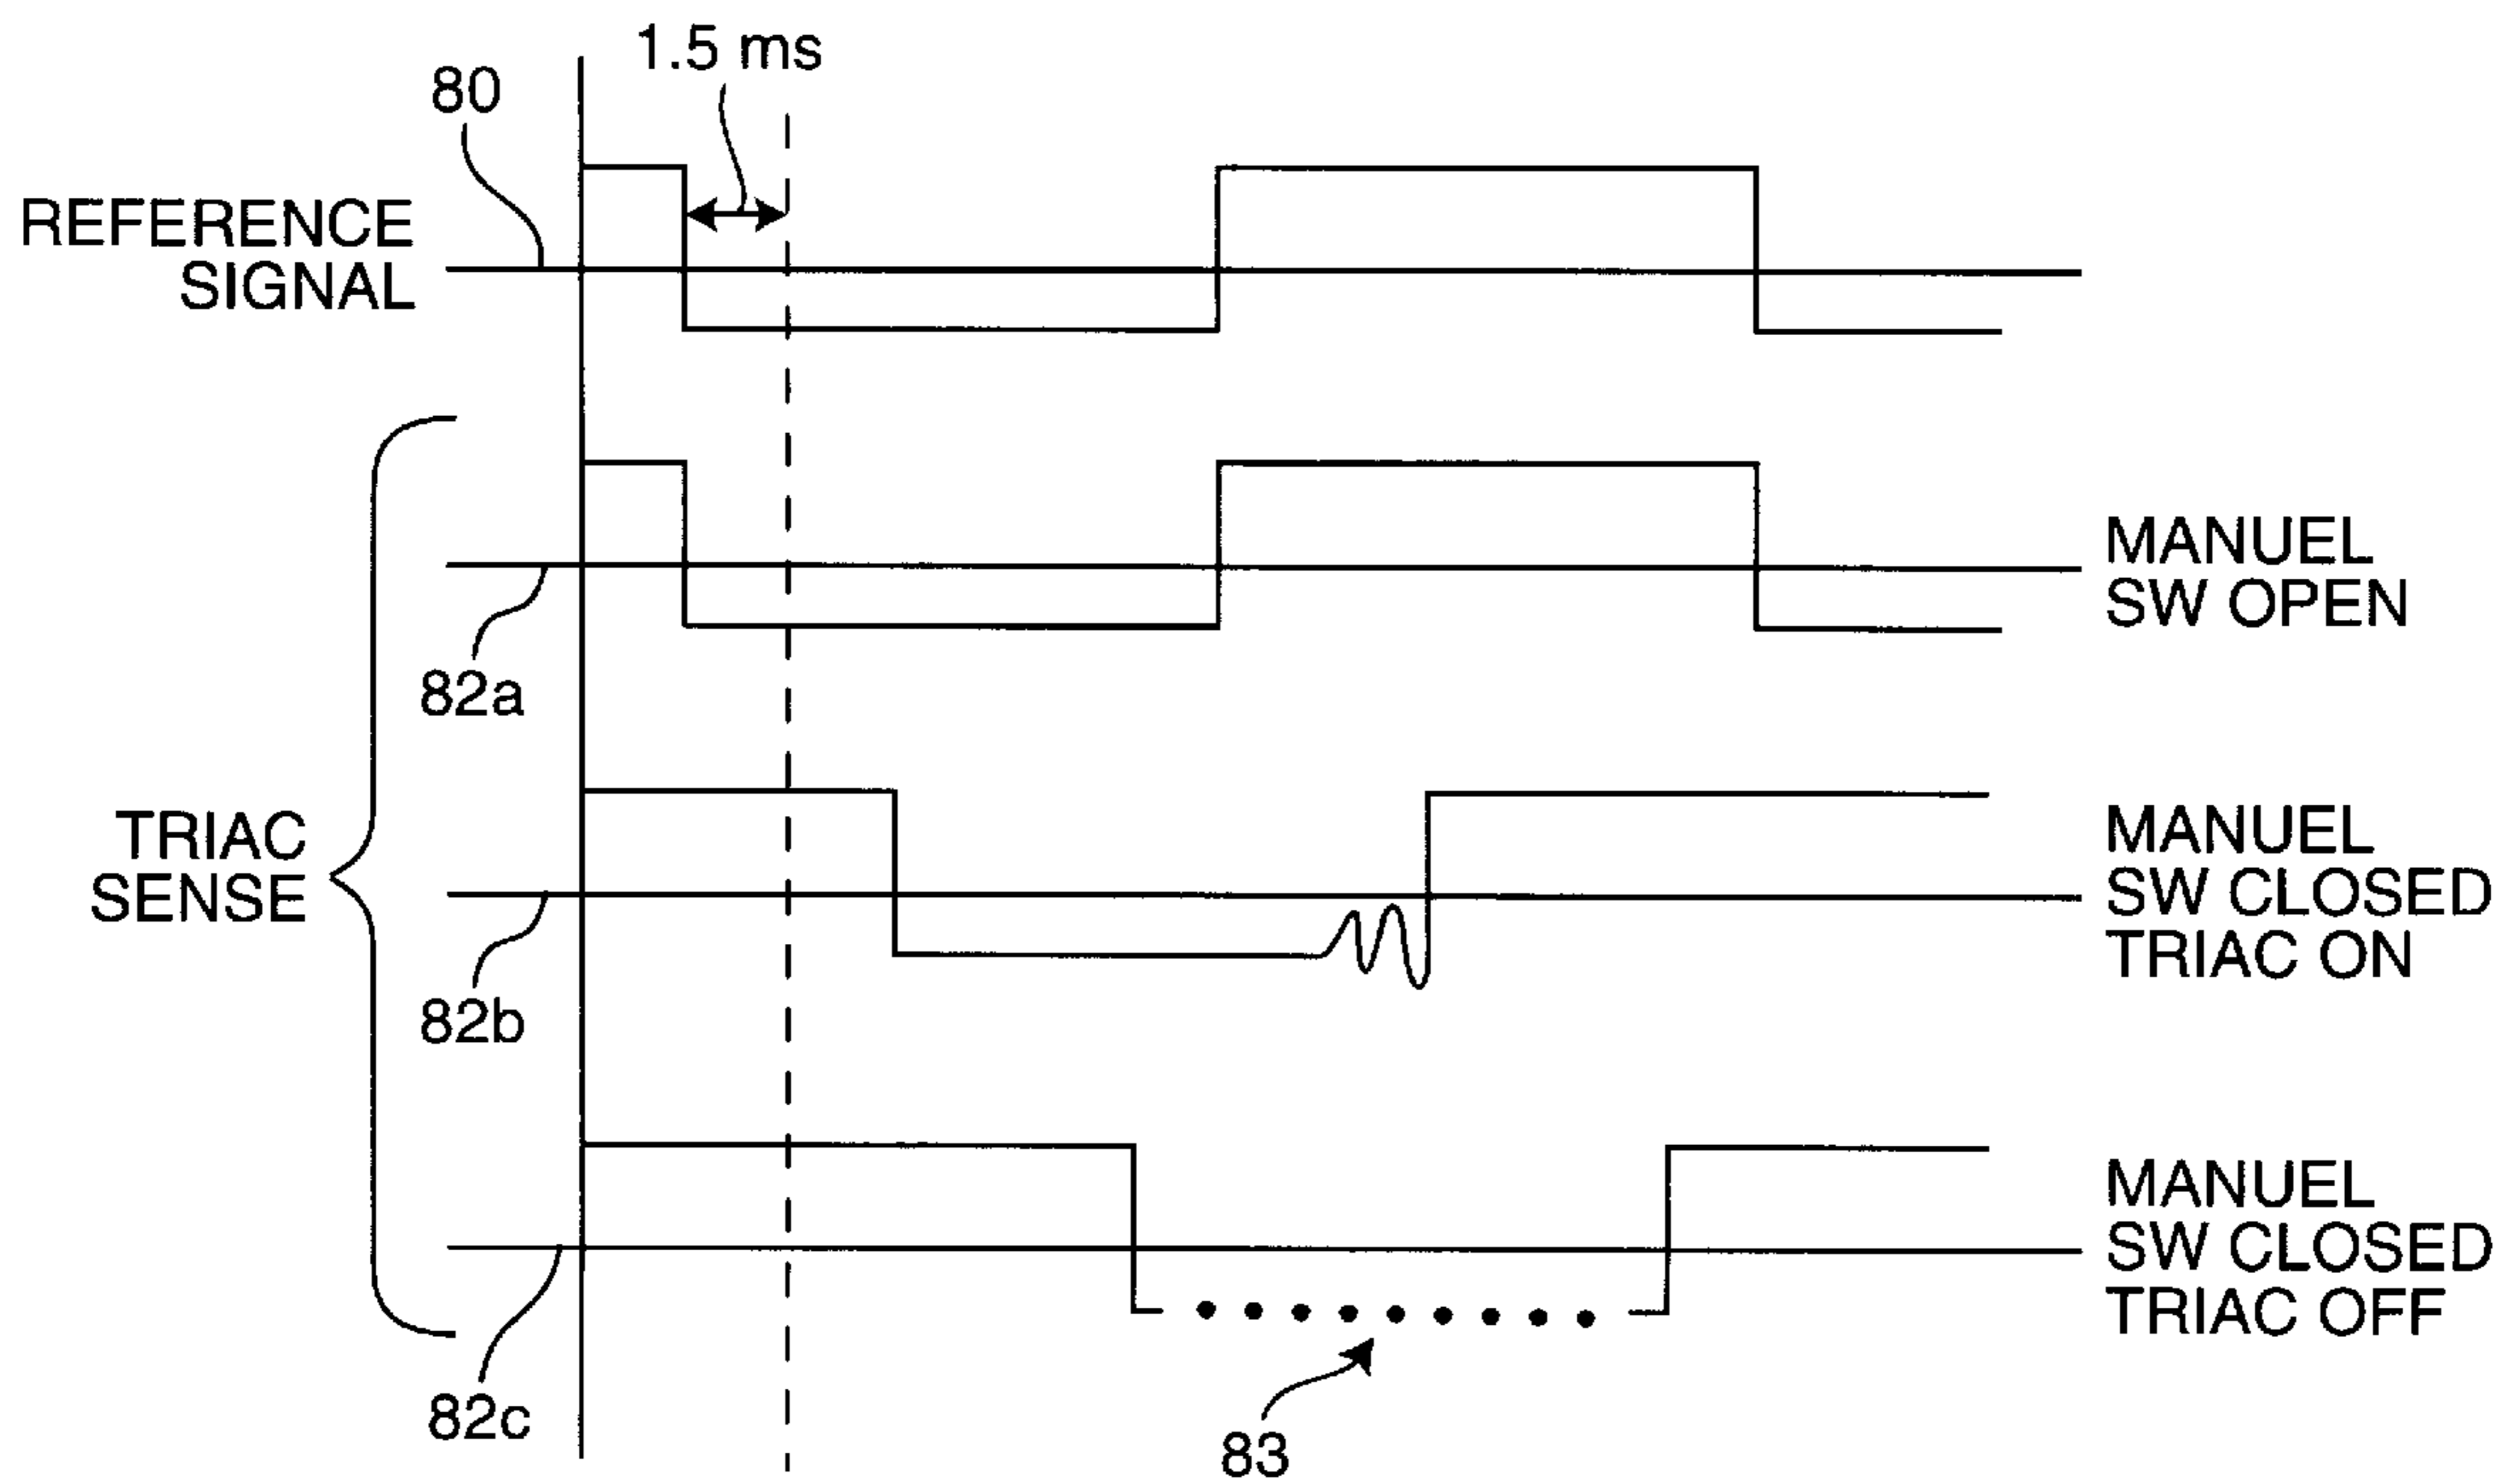 1.5 ms
80
REFERENCE
SIGNAL
MANUEL
SW OPEN
82a
TRIAC
SENSE
MANUEL
SW CLOSED
TRIAC ON
82b
MANUEL
SW CLOSED
TRIAC OFF
82c
83